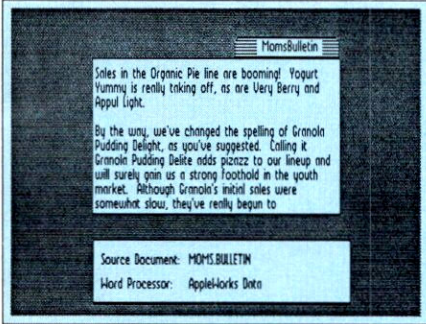 MomsBulletin
Sales in the Organic Pie line are booming! Yogurt
Yummy is really taking off, as are Very Berry and
Appul Light.
By the way, we've changed the spelling of Granola
Pudding Delight, as you've suggested. Calling it
Granola Pudding Delite adds pizazz to our lineup and
will surely gain us a strong foothold in the youth
market. Although Granola's initial sales were
somewhat slow, they've really begun to
Source Document: MOMS.BULLETIN
Word Processor: AppleWorks Data